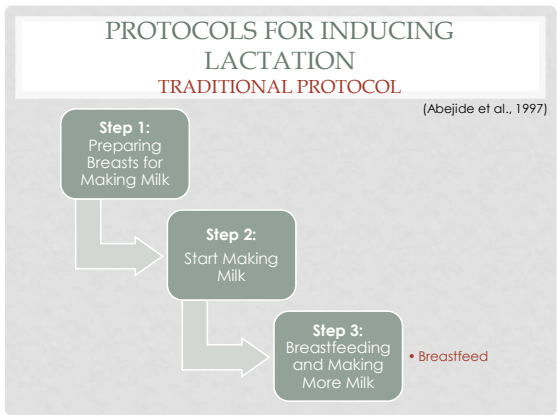 PROTOCOLS FOR INDUCING
LACTATION
TRADITIONAL PROTOCOL
(Abejide et al., 1997)
Step 1:
Preparing
Breasts for
Making Milk
Step 2:
Start Making
Milk
Step 3:
Breastfeeding
and Making
More Milk
• Breastfeed